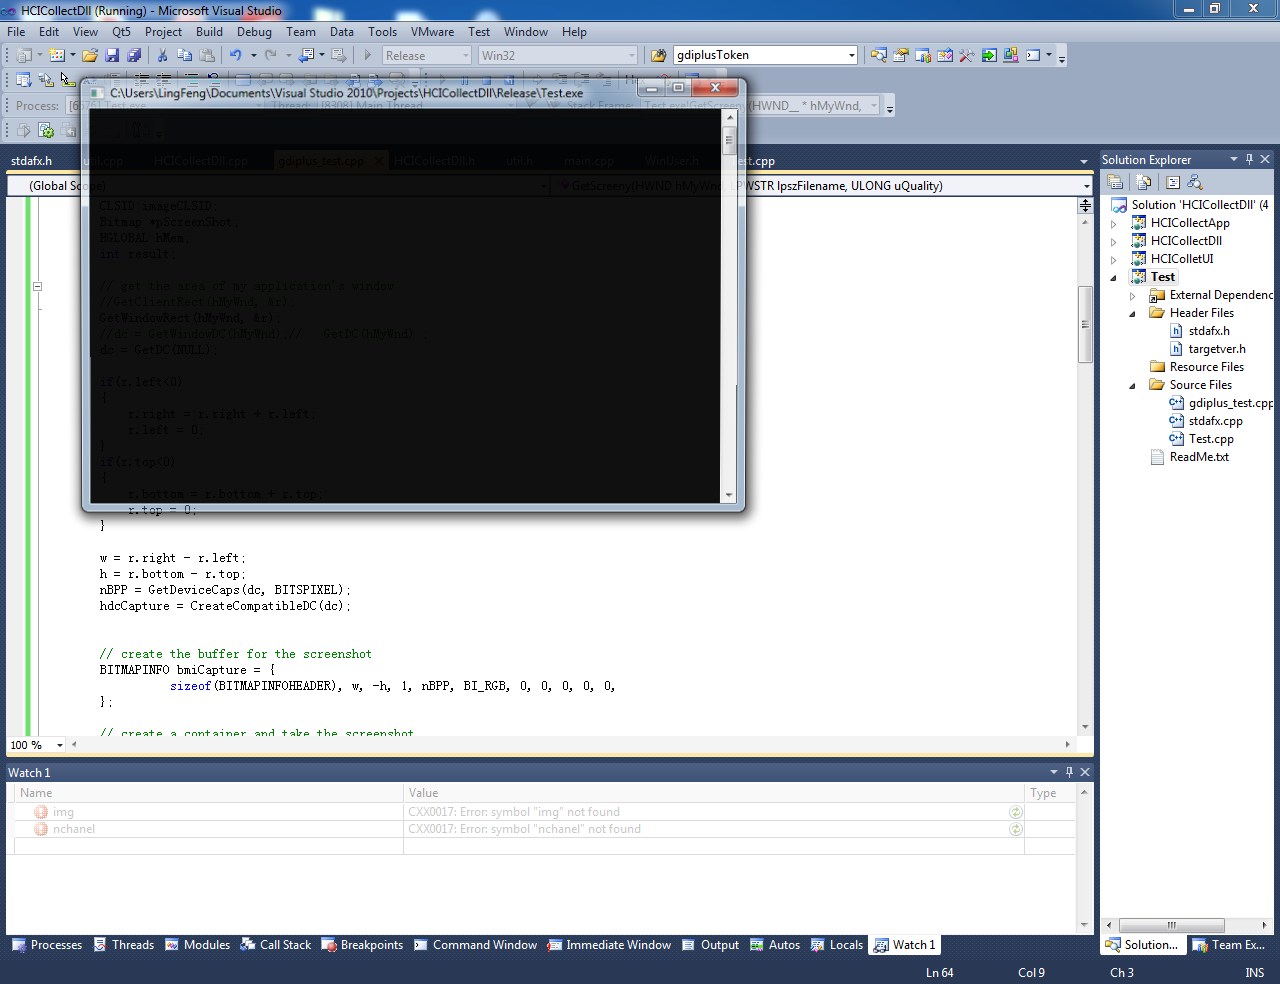 HCICollectDll (Running) - Microsoft Visual Studio
File Edit View Qt5 Project Build Debug Team Data Tools VMware Test Window Help
Release Win32 gdiplusToken
C:\Users\LingFeng\Documents\Visual Studio 2010\Projects\HCICollectDll\Release\Test.exe
Process: Test.exe Thread: [8308] Main Thread Stack Frame: Test.exe!GetScreeny(HWND__ * hMyWnd,
stdafx.h util.cpp HCICollectDll.cpp gdiplus_test.cpp HCICollectDll.h util.h main.cpp WinUser.h Test.cpp
(Global Scope) GetScreeny(HWND hMyWnd, LPWSTR lpszFilename, ULONG uQuality)
CLSID imageCLSID;
Bitmap *pScreenShot;
HGLOBAL hMem;
int result;
// get the area of my application's window
//GetClientRect(hMyWnd, &r);
GetWindowRect(hMyWnd, &r);
//dc = GetWindowDC(hMyWnd) // GetDC(hMyWnd)
dc = GetDC(NULL);
if(r.left<0)
{
r.right = r.right + r.left;
r.left = 0;
}
if(r.top<0)
{
r.bottom = r.bottom + r.top;
r.top = 0;
}
w = r.right - r.left;
h = r.bottom - r.top;
nBPP = GetDeviceCaps(dc, BITSPIXEL);
hdcCapture = CreateCompatibleDC(dc);
// create the buffer for the screenshot
BITMAPINFO bmiCapture = {
sizeof(BITMAPINFOHEADER), w, -h, 1, nBPP, BI_RGB, 0, 0, 0, 0, 0,
};
// create a container and take the screenshot
100 %
Watch 1
Name Value Type
img CXX0017: Error: symbol "img" not found
nchanel CXX0017: Error: symbol "nchanel" not found
Processes Threads Modules Call Stack Breakpoints Command Window Immediate Window Output Autos Locals Watch 1
Solution Explorer
Solution 'HCICollectDll' (4
HCICollectApp
HCICollectDll
HCIColletUI
Test
External Dependenc
Header Files
stdafx.h
targetver.h
Resource Files
Source Files
gdiplus_test.cpp
stdafx.cpp
Test.cpp
ReadMe.txt
Solution... Team Ex...
Ln 64 Col 9 Ch 3 INS